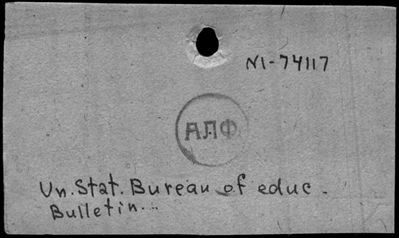 N1-74117
АЛФ
Un. Stat. Bureau of educ.
Bulletin...